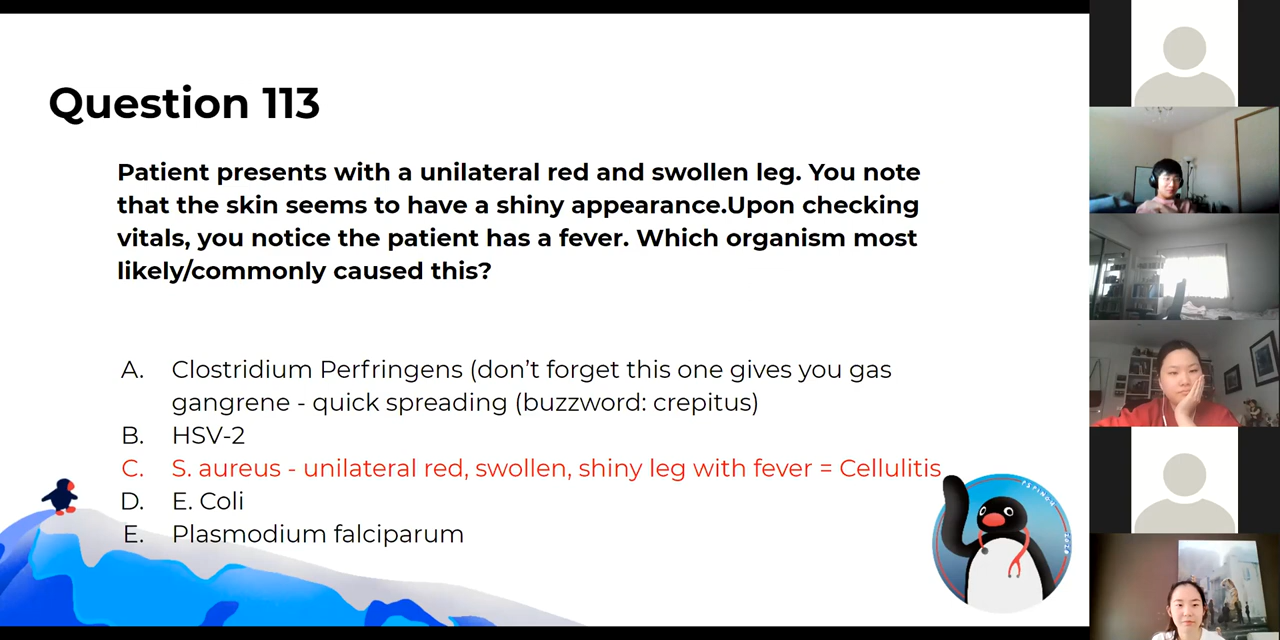 Question 113
Patient presents with a unilateral red and swollen leg. You note
that the skin seems to have a shiny appearance.Upon checking
vitals, you notice the patient has a fever. Which organism most
likely/commonly caused this?
A. Clostridium Perfringens (don’t forget this one gives you gas
gangrene - quick spreading (buzzword: crepitus)
B. HSV-2
C. S. aureus - unilateral red, swollen, shiny leg with fever = Cellulitis
D. E. Coli
E. Plasmodium falciparum